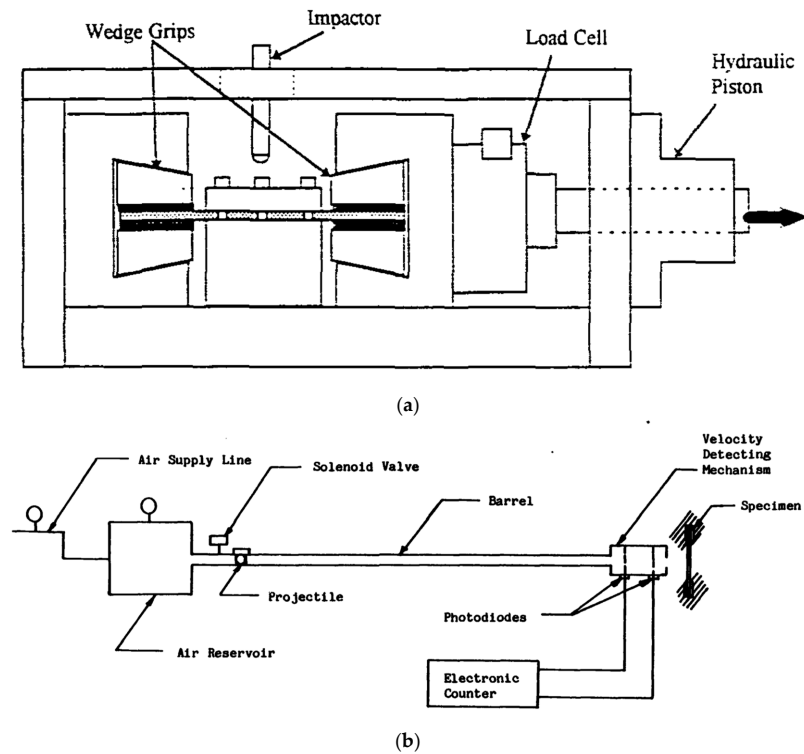 Wedge Grips
Impactor
Load Cell
Hydraulic
Piston
(a)
Air Supply Line
Solenoid Valve
Barrel
Velocity
Detecting
Mechanism
Specimen
Projectile
Photodiodes
Air Reservoir
Electronic
Counter
(b)